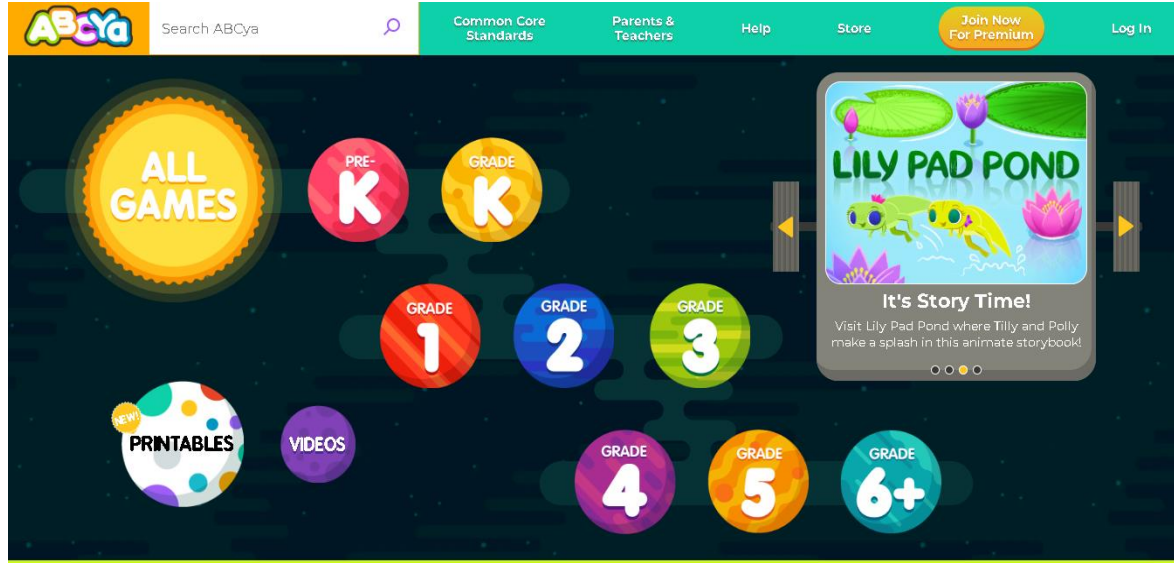 ABCYa
Search ABCya
Common Core
Standards
Parents &
Teachers
Help
Store
Join Now
For Premium
Log In
ALL
GAMES
PRE-
K
GRADE
K
LILY PAD POND
It's Story Time!
Visit Lily Pad Pond where Tilly and Polly
make a splash in this animate storybook!
GRADE
1
GRADE
2
GRADE
3
NEW!
PRINTABLES
VIDEOS
GRADE
4
GRADE
5
GRADE
6+